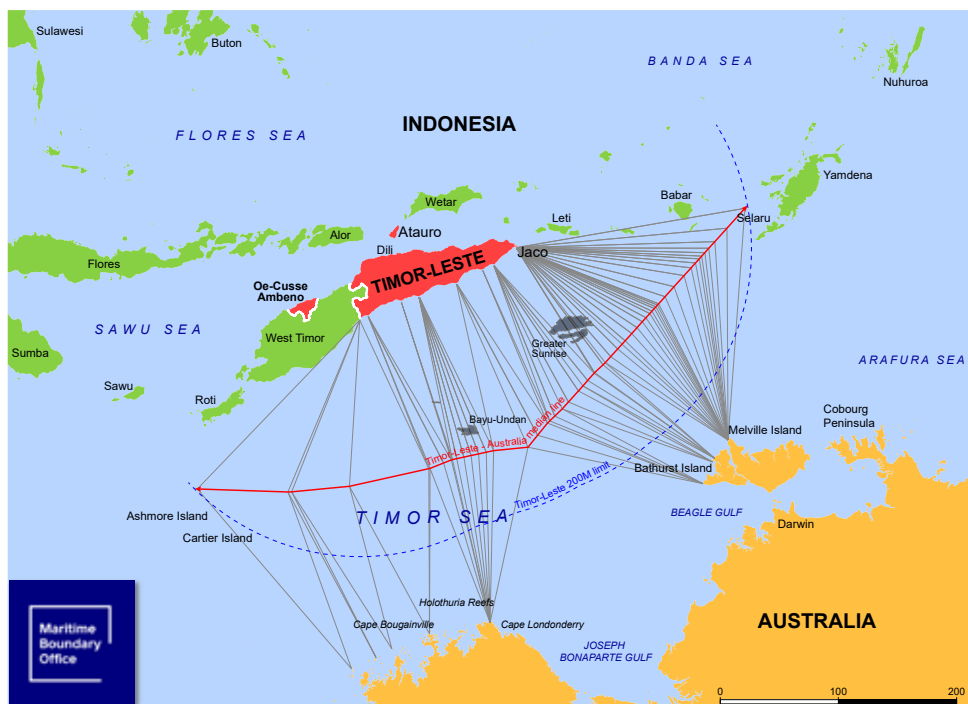 Sulawesi
Buton
BANDA SEA
Nuhuroa
INDONESIA
FLORES SEA
Yamdena
Babar
Wetar
Selaru
Leti
Atauro
Alor
Dili
Jaco
TIMOR-LESTE
Flores
Oe-Cusse
Ambeno
SAWU SEA
West Timor
Greater
Sunrise
Sumba
ARAFURA SEA
Sawu
Roti
Cobourg
Peninsula
Bayu-Undan
Melville Island
Timor-Leste - Australia median line
Bathurst Island
Timor-Leste 200M limit
Ashmore Island
TIMOR SEA
BEAGLE GULF
Darwin
Cartier Island
Holothuria Reefs
Cape Bougainville
Cape Londonderry
AUSTRALIA
JOSEPH
BONAPARTE GULF
Maritime
Boundary
Office
0 100 200